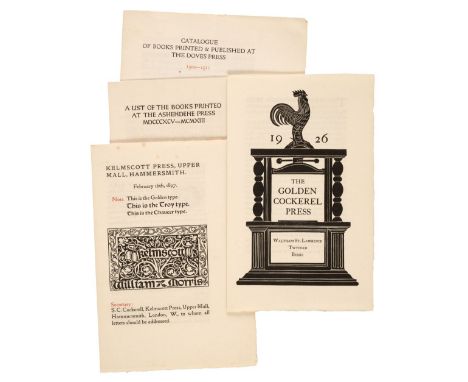 CATALOGUE
OF BOOKS PRINTED & PUBLISHED AT
THE DOVES PRESS
1900—1911
A LIST OF THE BOOKS PRINTED
AT THE ASHENDENE PRESS
MDCCCXCV—MCMXIII
KELMSCOTT PRESS, UPPER
MALL, HAMMERSMITH.
February 16th, 1897.
Note. This is the Golden type.
This is the Troy type.
This is the Chaucer type.
Kelmscott
William Morris
Secretary:
S. C. Cockerell, Kelmscott Press, Upper Mall,
Hammersmith, London, W., to whom all
letters should be addressed.
19 26
THE
GOLDEN
COCKEREL
PRESS
WALTHAM ST. LAWRENCE
TWYFORD
BERKS